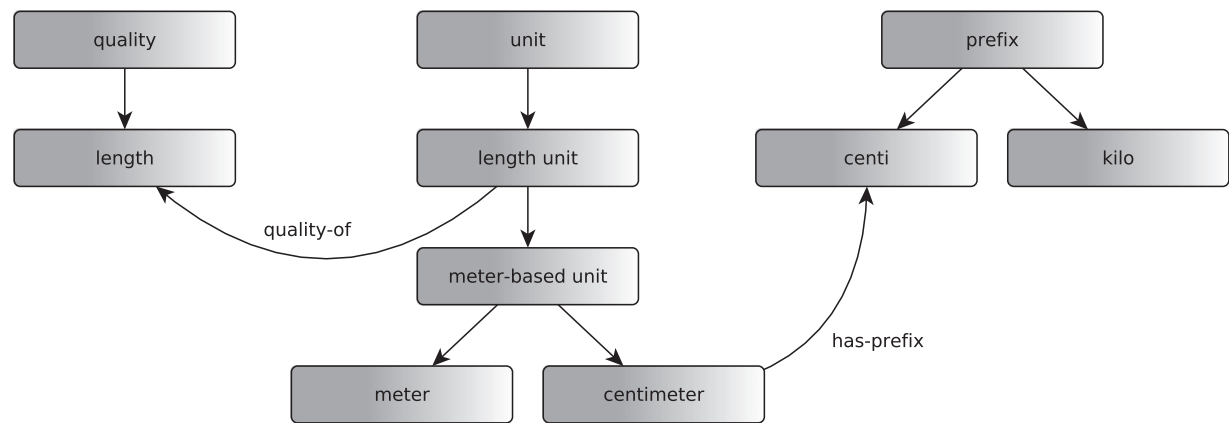 quality
unit
prefix
length
length unit
centi
kilo
quality-of
meter-based unit
has-prefix
meter
centimeter